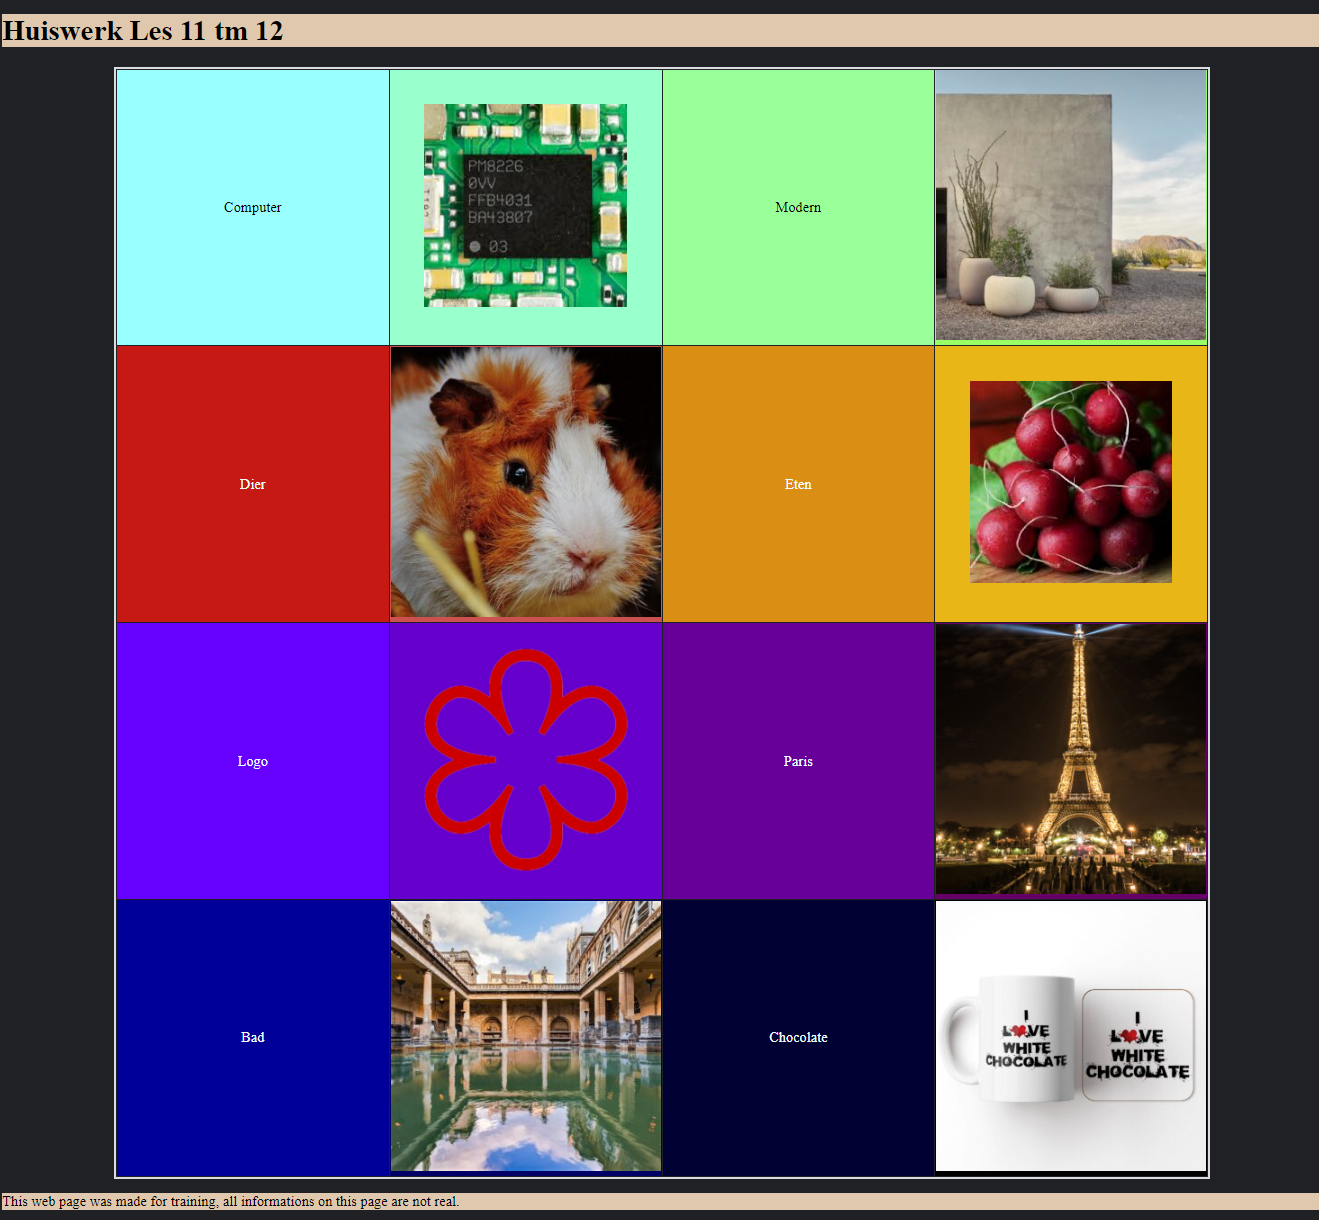 Huiswerk Les 11 tm 12
Computer
PM8226
0VV
FFB4031
BA43807
03
Modern
Dier
Eten
Logo
Paris
Bad
Chocolate
I
LOVE
WHITE
CHOCOLATE
I
LOVE
WHITE
CHOCOLATE
This web page was made for training, all informations on this page are not real.